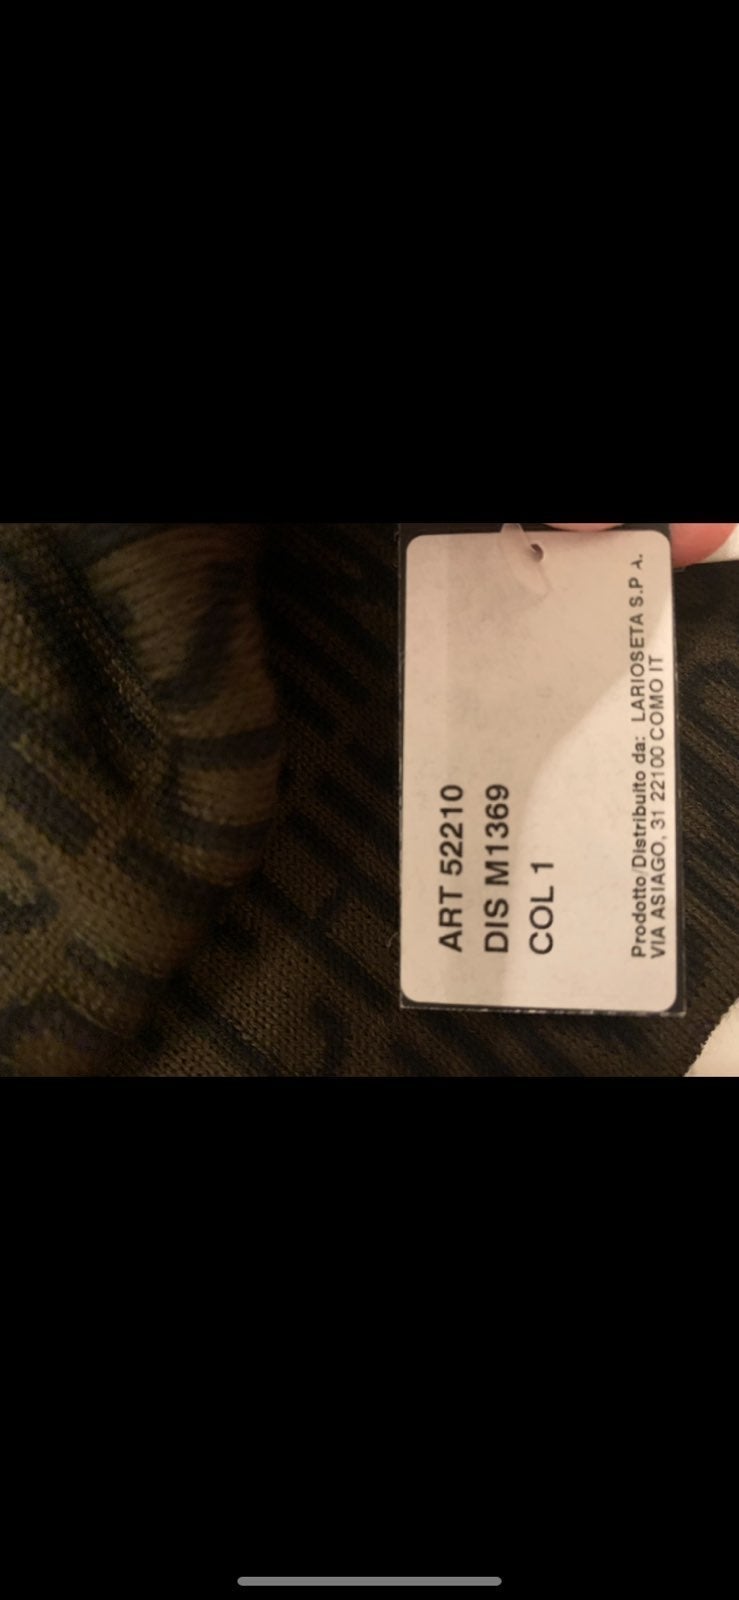 ART 52210
DIS M1369
COL 1
Prodotto/Distribuito da: LARIOSETA S.P.A.
VIA ASIAGO, 31 22100 COMO IT